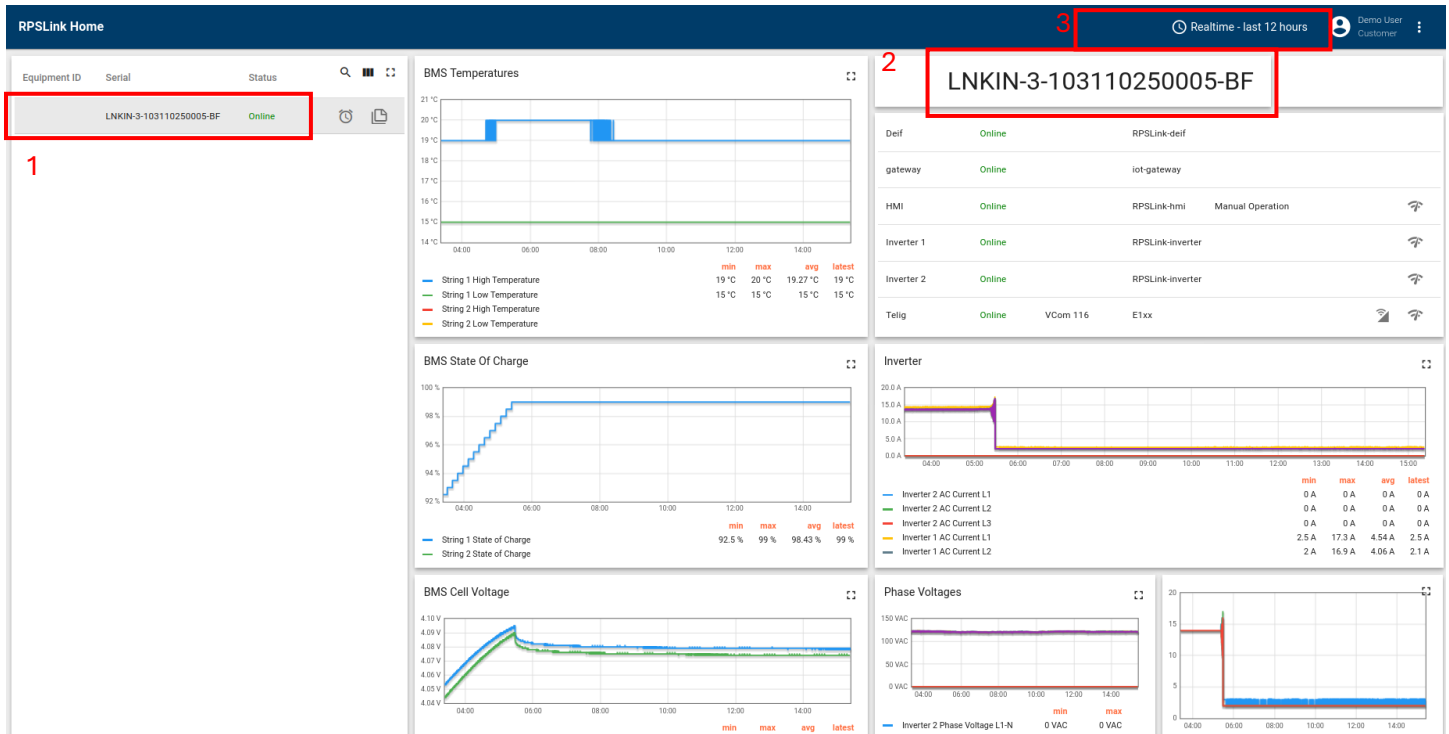 RPSLink Home
3
Realtime - last 12 hours
Demo User
Customer
Equipment ID Serial Status
LNKIN-3-103110250005-BF Online
1
BMS Temperatures
21 °C
20 °C
19 °C
18 °C
17 °C
16 °C
15 °C
14 °C
04:00 06:00 08:00 10:00 12:00 14:00
min max avg latest
String 1 High Temperature 19 °C 20 °C 19.27 °C 19 °C
String 1 Low Temperature 15 °C 15 °C 15 °C 15 °C
String 2 High Temperature
String 2 Low Temperature
2
LNKIN-3-103110250005-BF
Deif Online RPSLink-deif
gateway Online iot-gateway
HMI Online RPSLink-hmi Manual Operation
Inverter 1 Online RPSLink-inverter
Inverter 2 Online RPSLink-inverter
Telig Online VCom 116 E1xx
BMS State Of Charge
100 %
98 %
96 %
94 %
92 %
04:00 06:00 08:00 10:00 12:00 14:00
min max avg latest
String 1 State of Charge 92.5 % 99 % 98.43 % 99 %
String 2 State of Charge
Inverter
20.0 A
15.0 A
10.0 A
5.0 A
0.0 A
04:00 05:00 06:00 07:00 08:00 09:00 10:00 11:00 12:00 13:00 14:00 15:00
min max avg latest
Inverter 2 AC Current L1 0 A 0 A 0 A 0 A
Inverter 2 AC Current L2 0 A 0 A 0 A 0 A
Inverter 2 AC Current L3 0 A 0 A 0 A 0 A
Inverter 1 AC Current L1 2.5 A 17.3 A 4.54 A 2.5 A
Inverter 1 AC Current L2 2 A 16.9 A 4.06 A 2.1 A
BMS Cell Voltage
4.10 V
4.09 V
4.08 V
4.07 V
4.06 V
4.05 V
4.04 V
04:00 06:00 08:00 10:00 12:00 14:00
min max avg latest
Phase Voltages
150 VAC
100 VAC
50 VAC
0 VAC
04:00 06:00 08:00 10:00 12:00 14:00
min max
Inverter 2 Phase Voltage L1-N 0 VAC 0 VAC
20
15
10
5
0
04:00 06:00 08:00 10:00 12:00 14:00